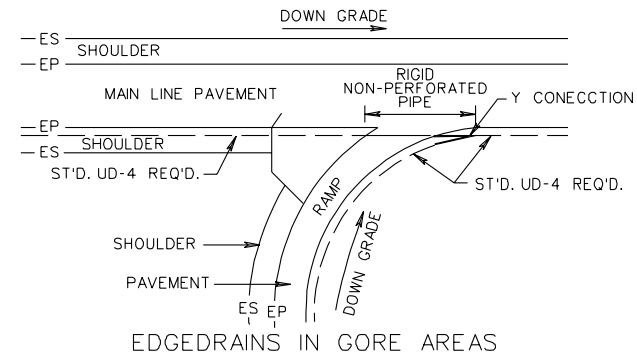 DOWN GRADE
ES
SHOULDER
EP
RIGID
NON-PERFORATED
PIPE
MAIN LINE PAVEMENT
Y CONECCTION
EP
SHOULDER
ES
ST'D. UD-4 REQ'D.
RAMP
ST'D. UD-4 REQ'D.
SHOULDER
PAVEMENT
DOWN GRADE
ES EP
EDGEDRAINS IN GORE AREAS